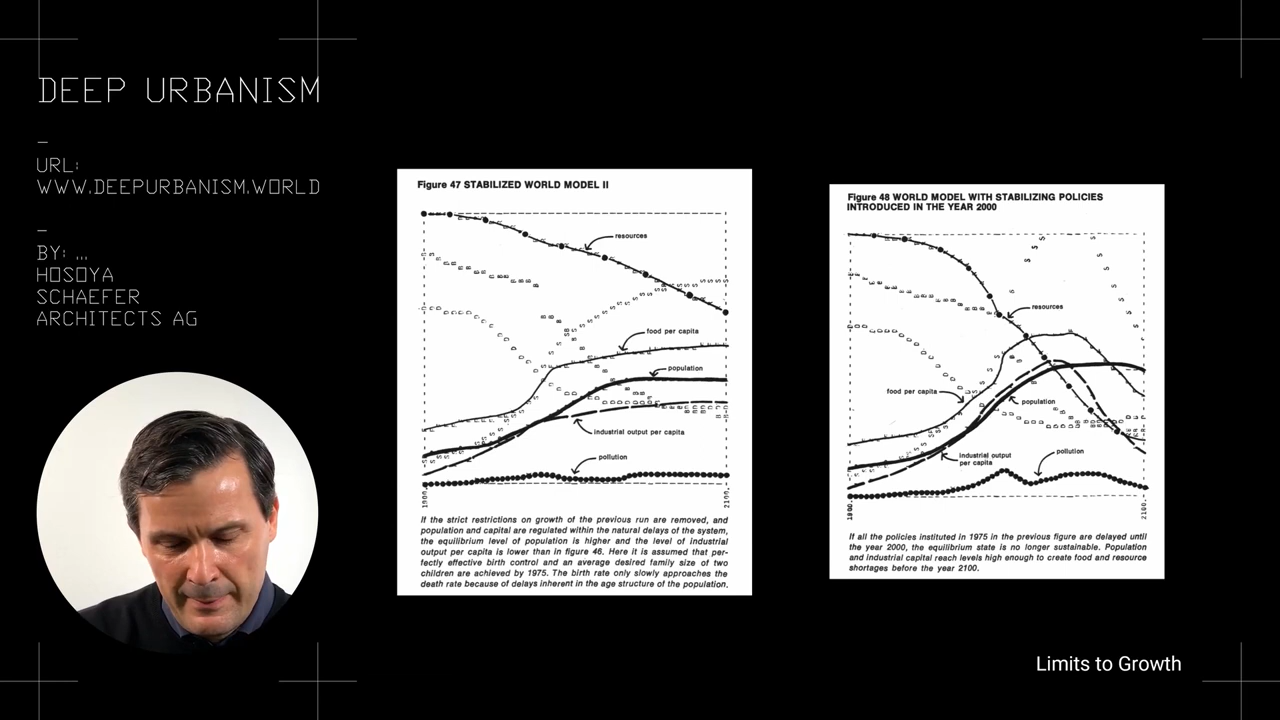 DEEP URBANISM
–
URL:
WWW.DEEPURBANISM.WORLD
–
BY: ...
HOSOYA
SCHAEFER
ARCHITECTS AG
Figure 47 STABILIZED WORLD MODEL II
resources
food per capita
population
industrial output per capita
pollution
1900
2100
If the strict restrictions on growth of the previous run are removed, and
population and capital are regulated within the natural delays of the system,
the equilibrium level of population is higher and the level of industrial
output per capita is lower than in figure 46. Here it is assumed that per-
fectly effective birth control and an average desired family size of two
children are achieved by 1975. The birth rate only slowly approaches the
death rate because of delays inherent in the age structure of the population.
Figure 48 WORLD MODEL WITH STABILIZING POLICIES
INTRODUCED IN THE YEAR 2000
resources
food per capita
population
industrial output
per capita
pollution
1900
2100
If all the policies instituted in 1975 in the previous figure are delayed until
the year 2000, the equilibrium state is no longer sustainable. Population
and industrial capital reach levels high enough to create food and resource
shortages before the year 2100.
Limits to Growth